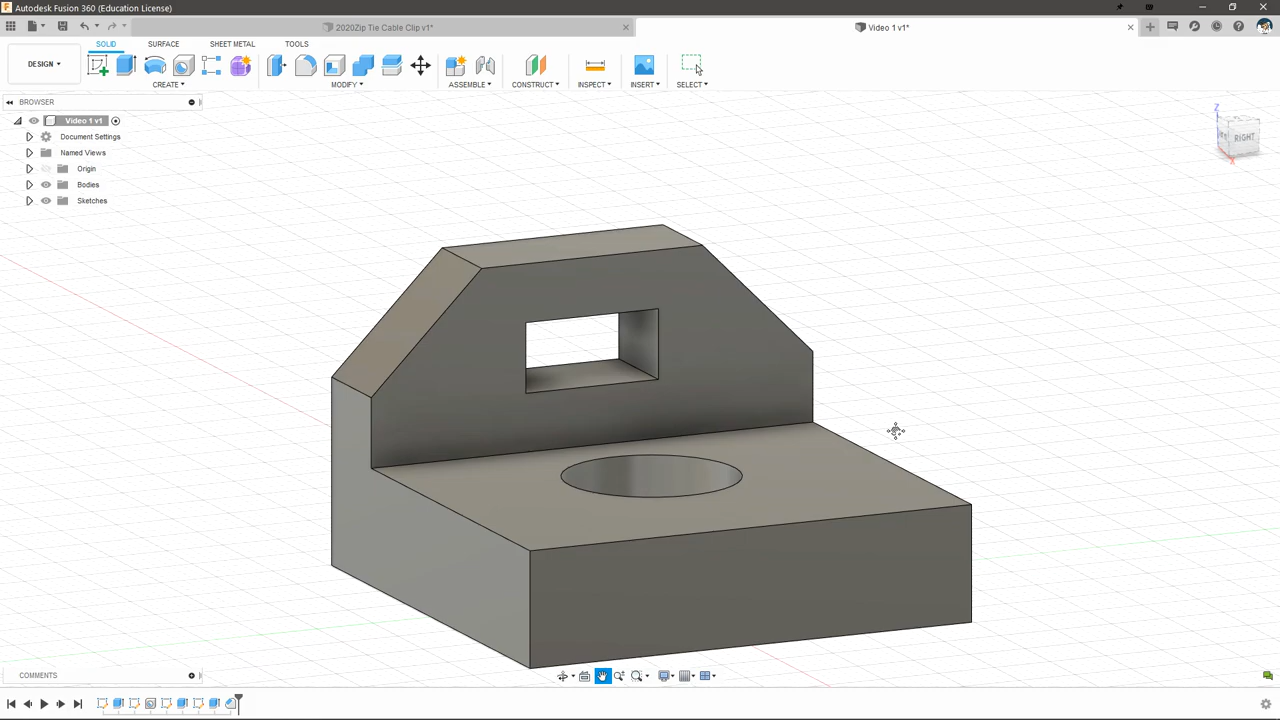 Autodesk Fusion 360 (Education License)
2020Zip Tie Cable Clip v1*
Video 1 v1*
SOLID SURFACE SHEET METAL TOOLS
DESIGN
CREATE MODIFY ASSEMBLE CONSTRUCT INSPECT INSERT SELECT
BROWSER
Video 1 v1
Document Settings
Named Views
Origin
Bodies
Sketches
Z
RIGHT
X
COMMENTS